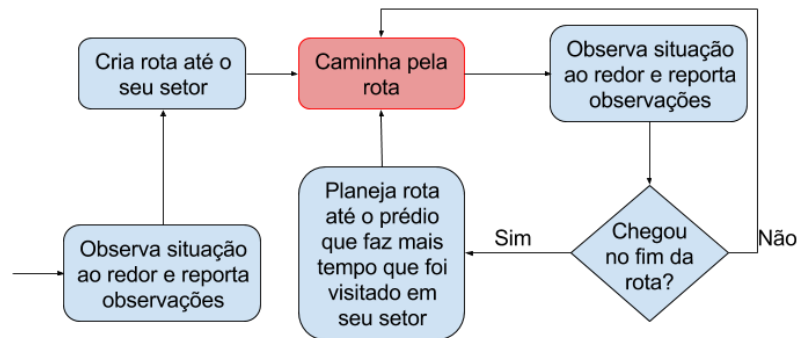 Cria rota até o
seu setor
Caminha pela
rota
Observa situação
ao redor e reporta
observações
Observa situação
ao redor e reporta
observações
Planeja rota
até o prédio
que faz mais
tempo que foi
visitado em
seu setor
Sim
Chegou
no fim da
rota?
Não